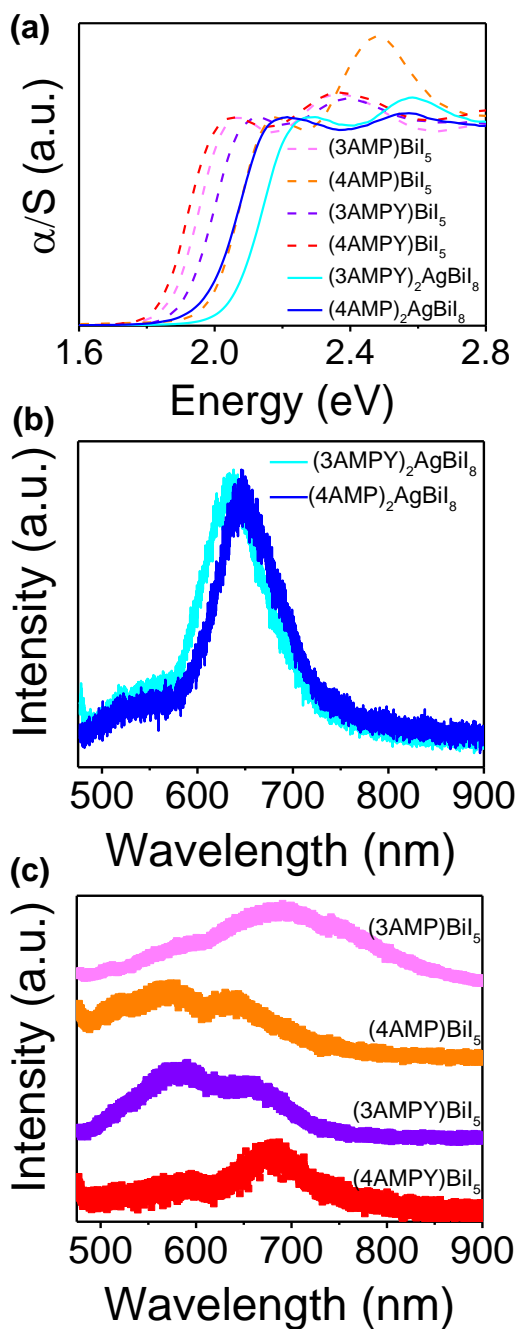 (a)
α/S (a.u.)
(3AMP)BiI₅
(4AMP)BiI₅
(3AMPY)BiI₅
(4AMPY)BiI₅
(3AMPY)₂AgBiI₈
(4AMP)₂AgBiI₈
1.6 2.0 2.4 2.8
Energy (eV)
(b)
Intensity (a.u.)
(3AMPY)₂AgBiI₈
(4AMP)₂AgBiI₈
500 600 700 800 900
Wavelength (nm)
(c)
Intensity (a.u.)
(3AMP)BiI₅
(4AMP)BiI₅
(3AMPY)BiI₅
(4AMPY)BiI₅
500 600 700 800 900
Wavelength (nm)